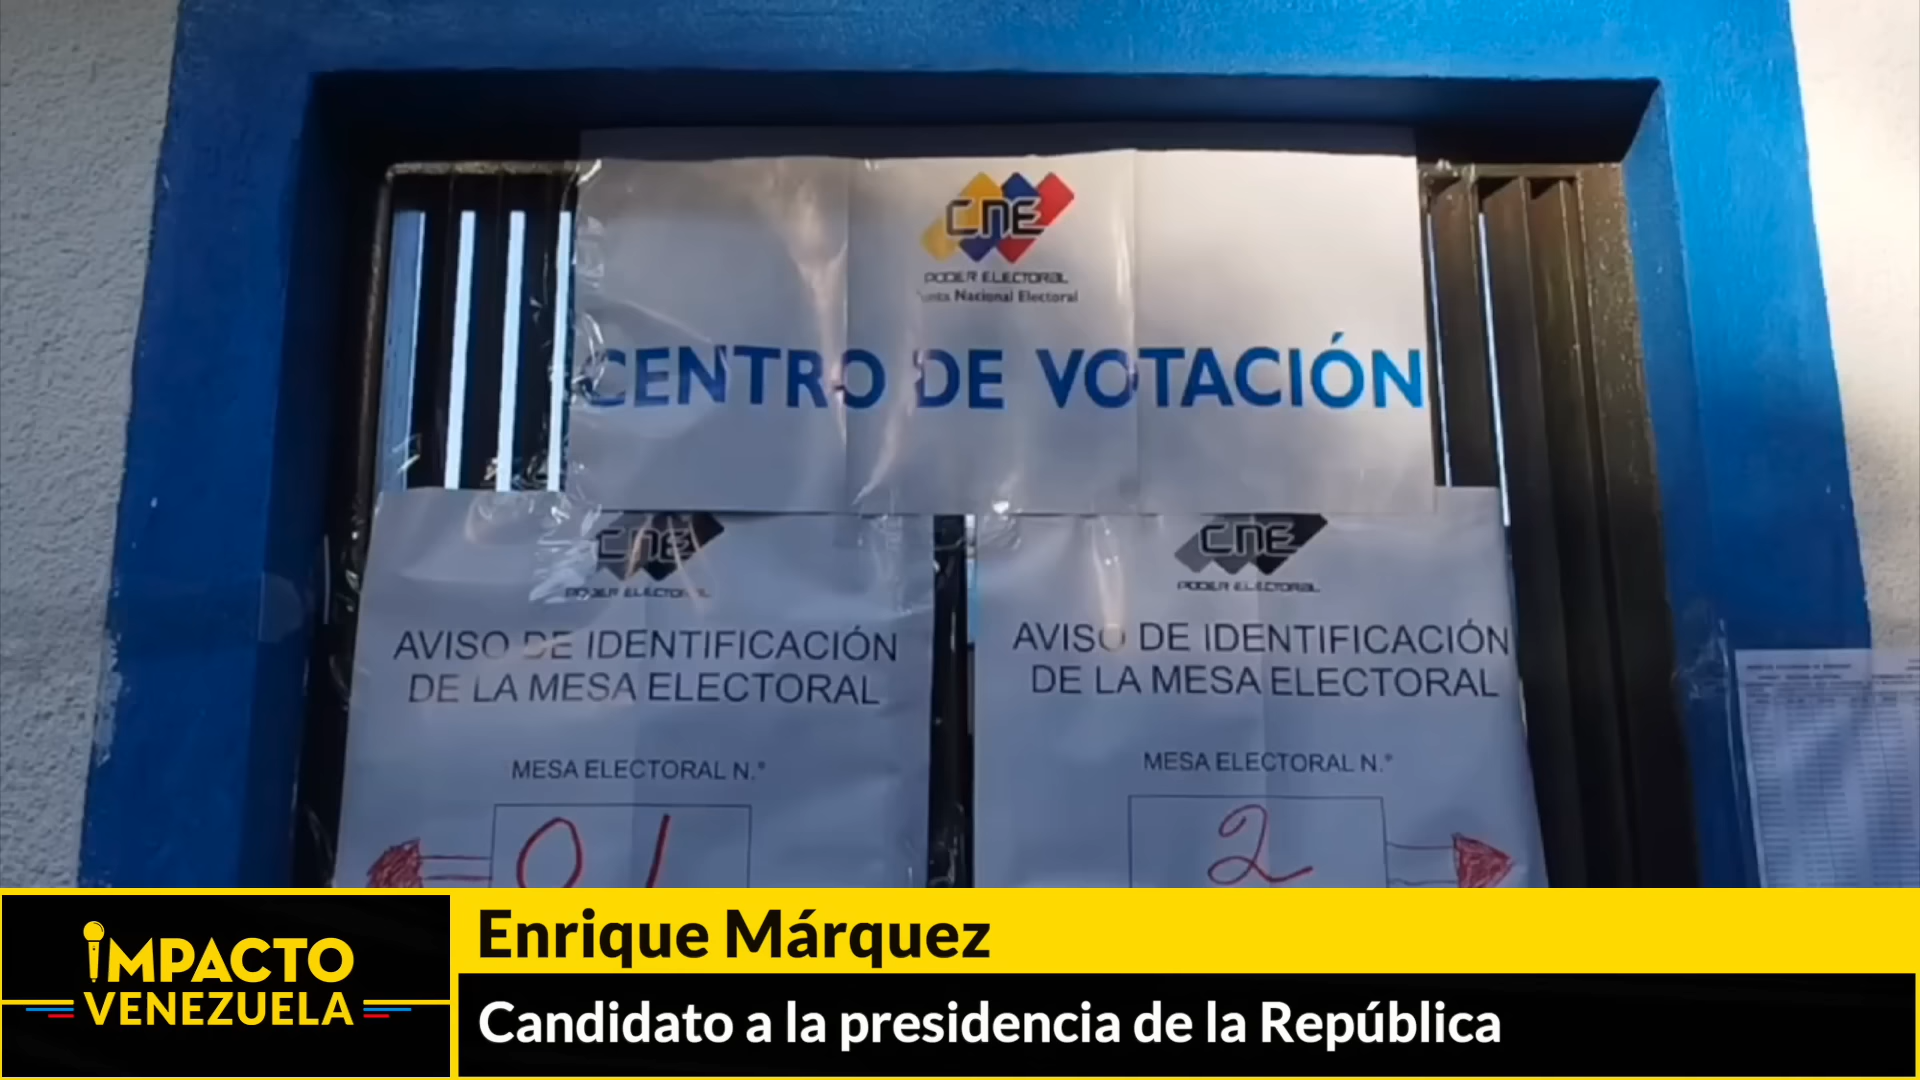 CNE
PODER ELECTORAL
Junta Nacional Electoral
CENTRO DE VOTACIÓN
CNE
PODER ELECTORAL
AVISO DE IDENTIFICACIÓN
DE LA MESA ELECTORAL
MESA ELECTORAL N.°
01
CNE
PODER ELECTORAL
AVISO DE IDENTIFICACIÓN
DE LA MESA ELECTORAL
MESA ELECTORAL N.°
2
IMPACTO
VENEZUELA
Enrique Márquez
Candidato a la presidencia de la República